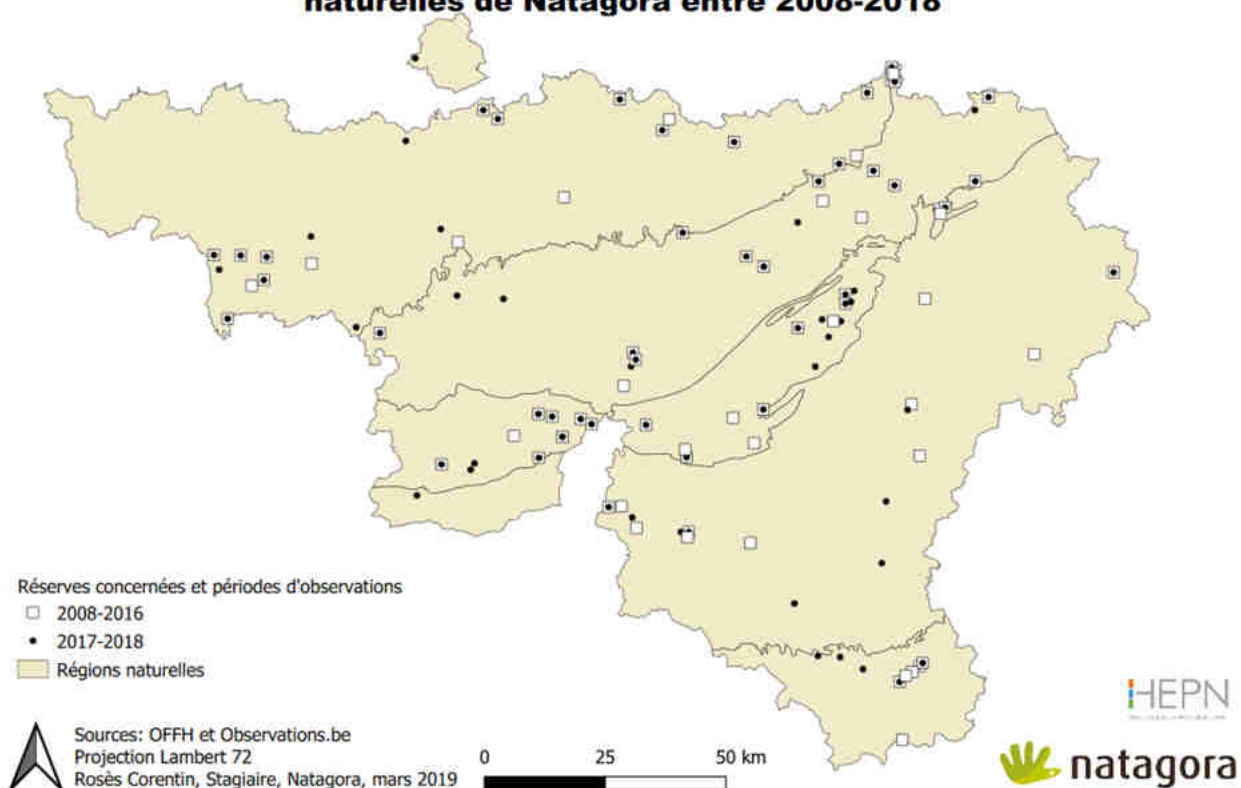 naturelles de Natagora entre 2008-2018
Réserves concernées et périodes d'observations
2008-2016
2017-2018
Régions naturelles
Sources: OFFH et Observations.be
Projection Lambert 72
Rosès Corentin, Stagiaire, Natagora, mars 2019
0 25 50 km
HEPN
natagora